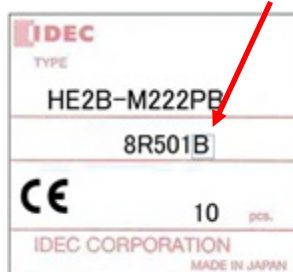 IDEC
TYPE
HE2B-M222PB
8R501B
CE
10 pcs.
IDEC CORPORATION
MADE IN JAPAN